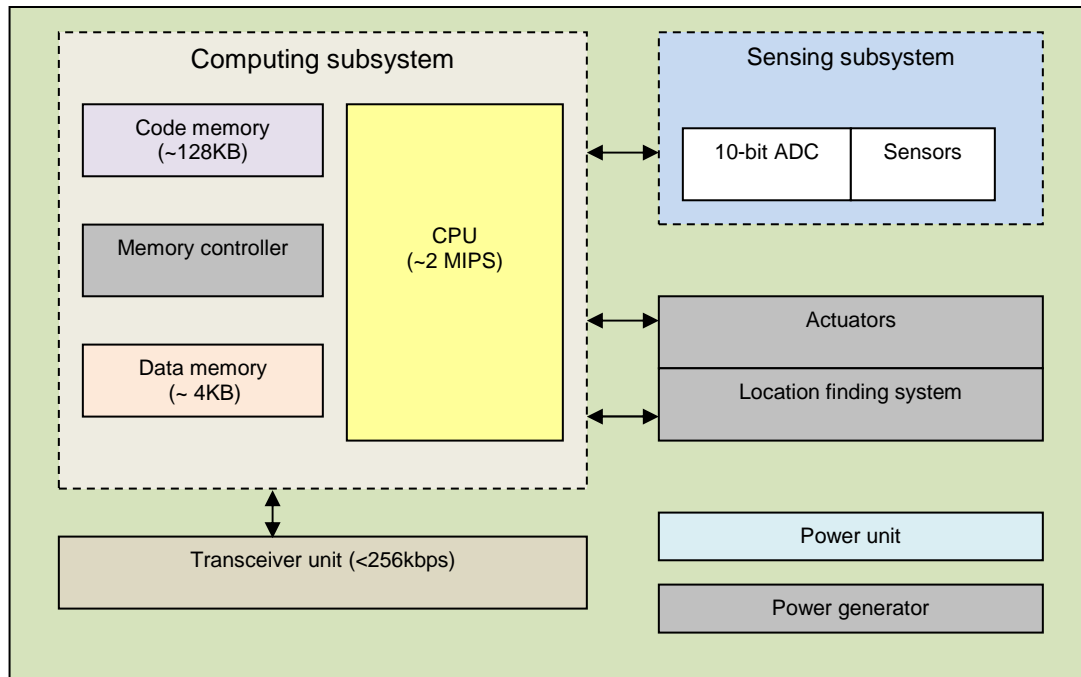 Computing subsystem
Code memory
(~128KB)
Memory controller
Data memory
(~ 4KB)
CPU
(~2 MIPS)
Sensing subsystem
10-bit ADC
Sensors
Actuators
Location finding system
Transceiver unit (<256kbps)
Power unit
Power generator